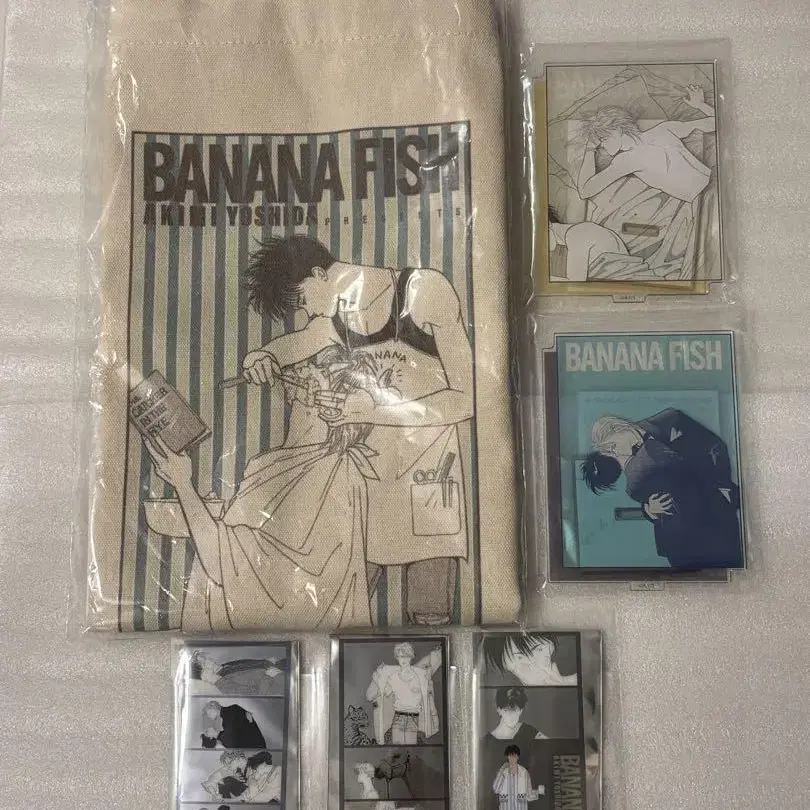 BANANA FISH
AKIMI YOSHIDA PRESENTS
THE
CATCHER
IN THE
RYE
BANANA
BANANA FISH
BANANA